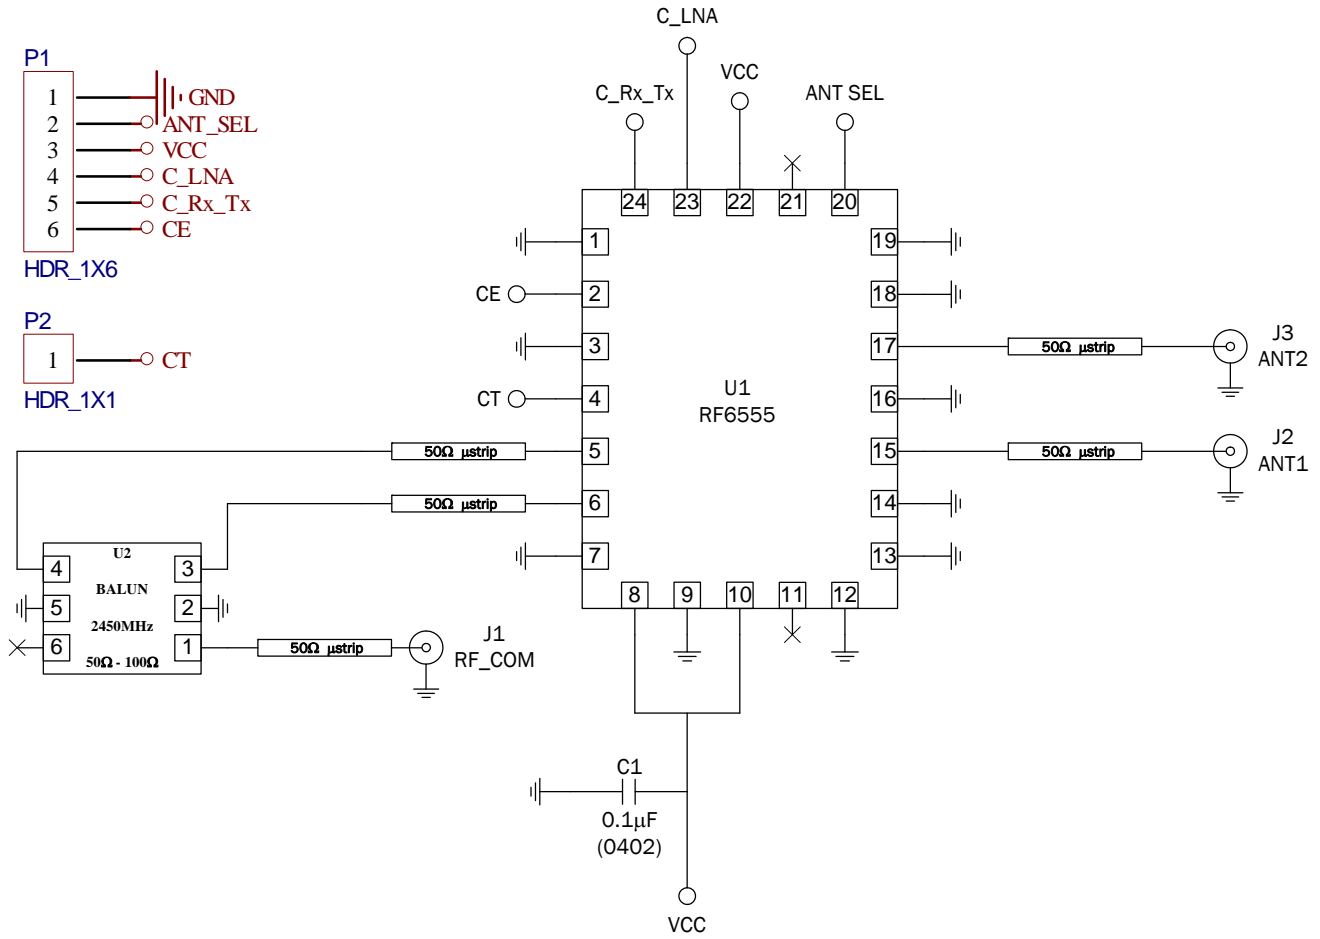 C_LNA
VCC
C_Rx_Tx
ANT SEL
P1
1 GND
2 ANT_SEL
3 VCC
4 C_LNA
5 C_Rx_Tx
6 CE
HDR_1X6
P2
1 CT
HDR_1X1
24 23 22 21 20
1
CE 2
3
CT 4
50Ω µstrip 5
50Ω µstrip 6
7
U1
RF6555
19
18
17 50Ω µstrip
J3
ANT2
16
15 50Ω µstrip
J2
ANT1
14
13
8 9 10 11 12
U2
4 3
BALUN
5 2
2450MHz
6 1
50Ω - 100Ω
50Ω µstrip
J1
RF_COM
C1
0.1µF
(0402)
VCC